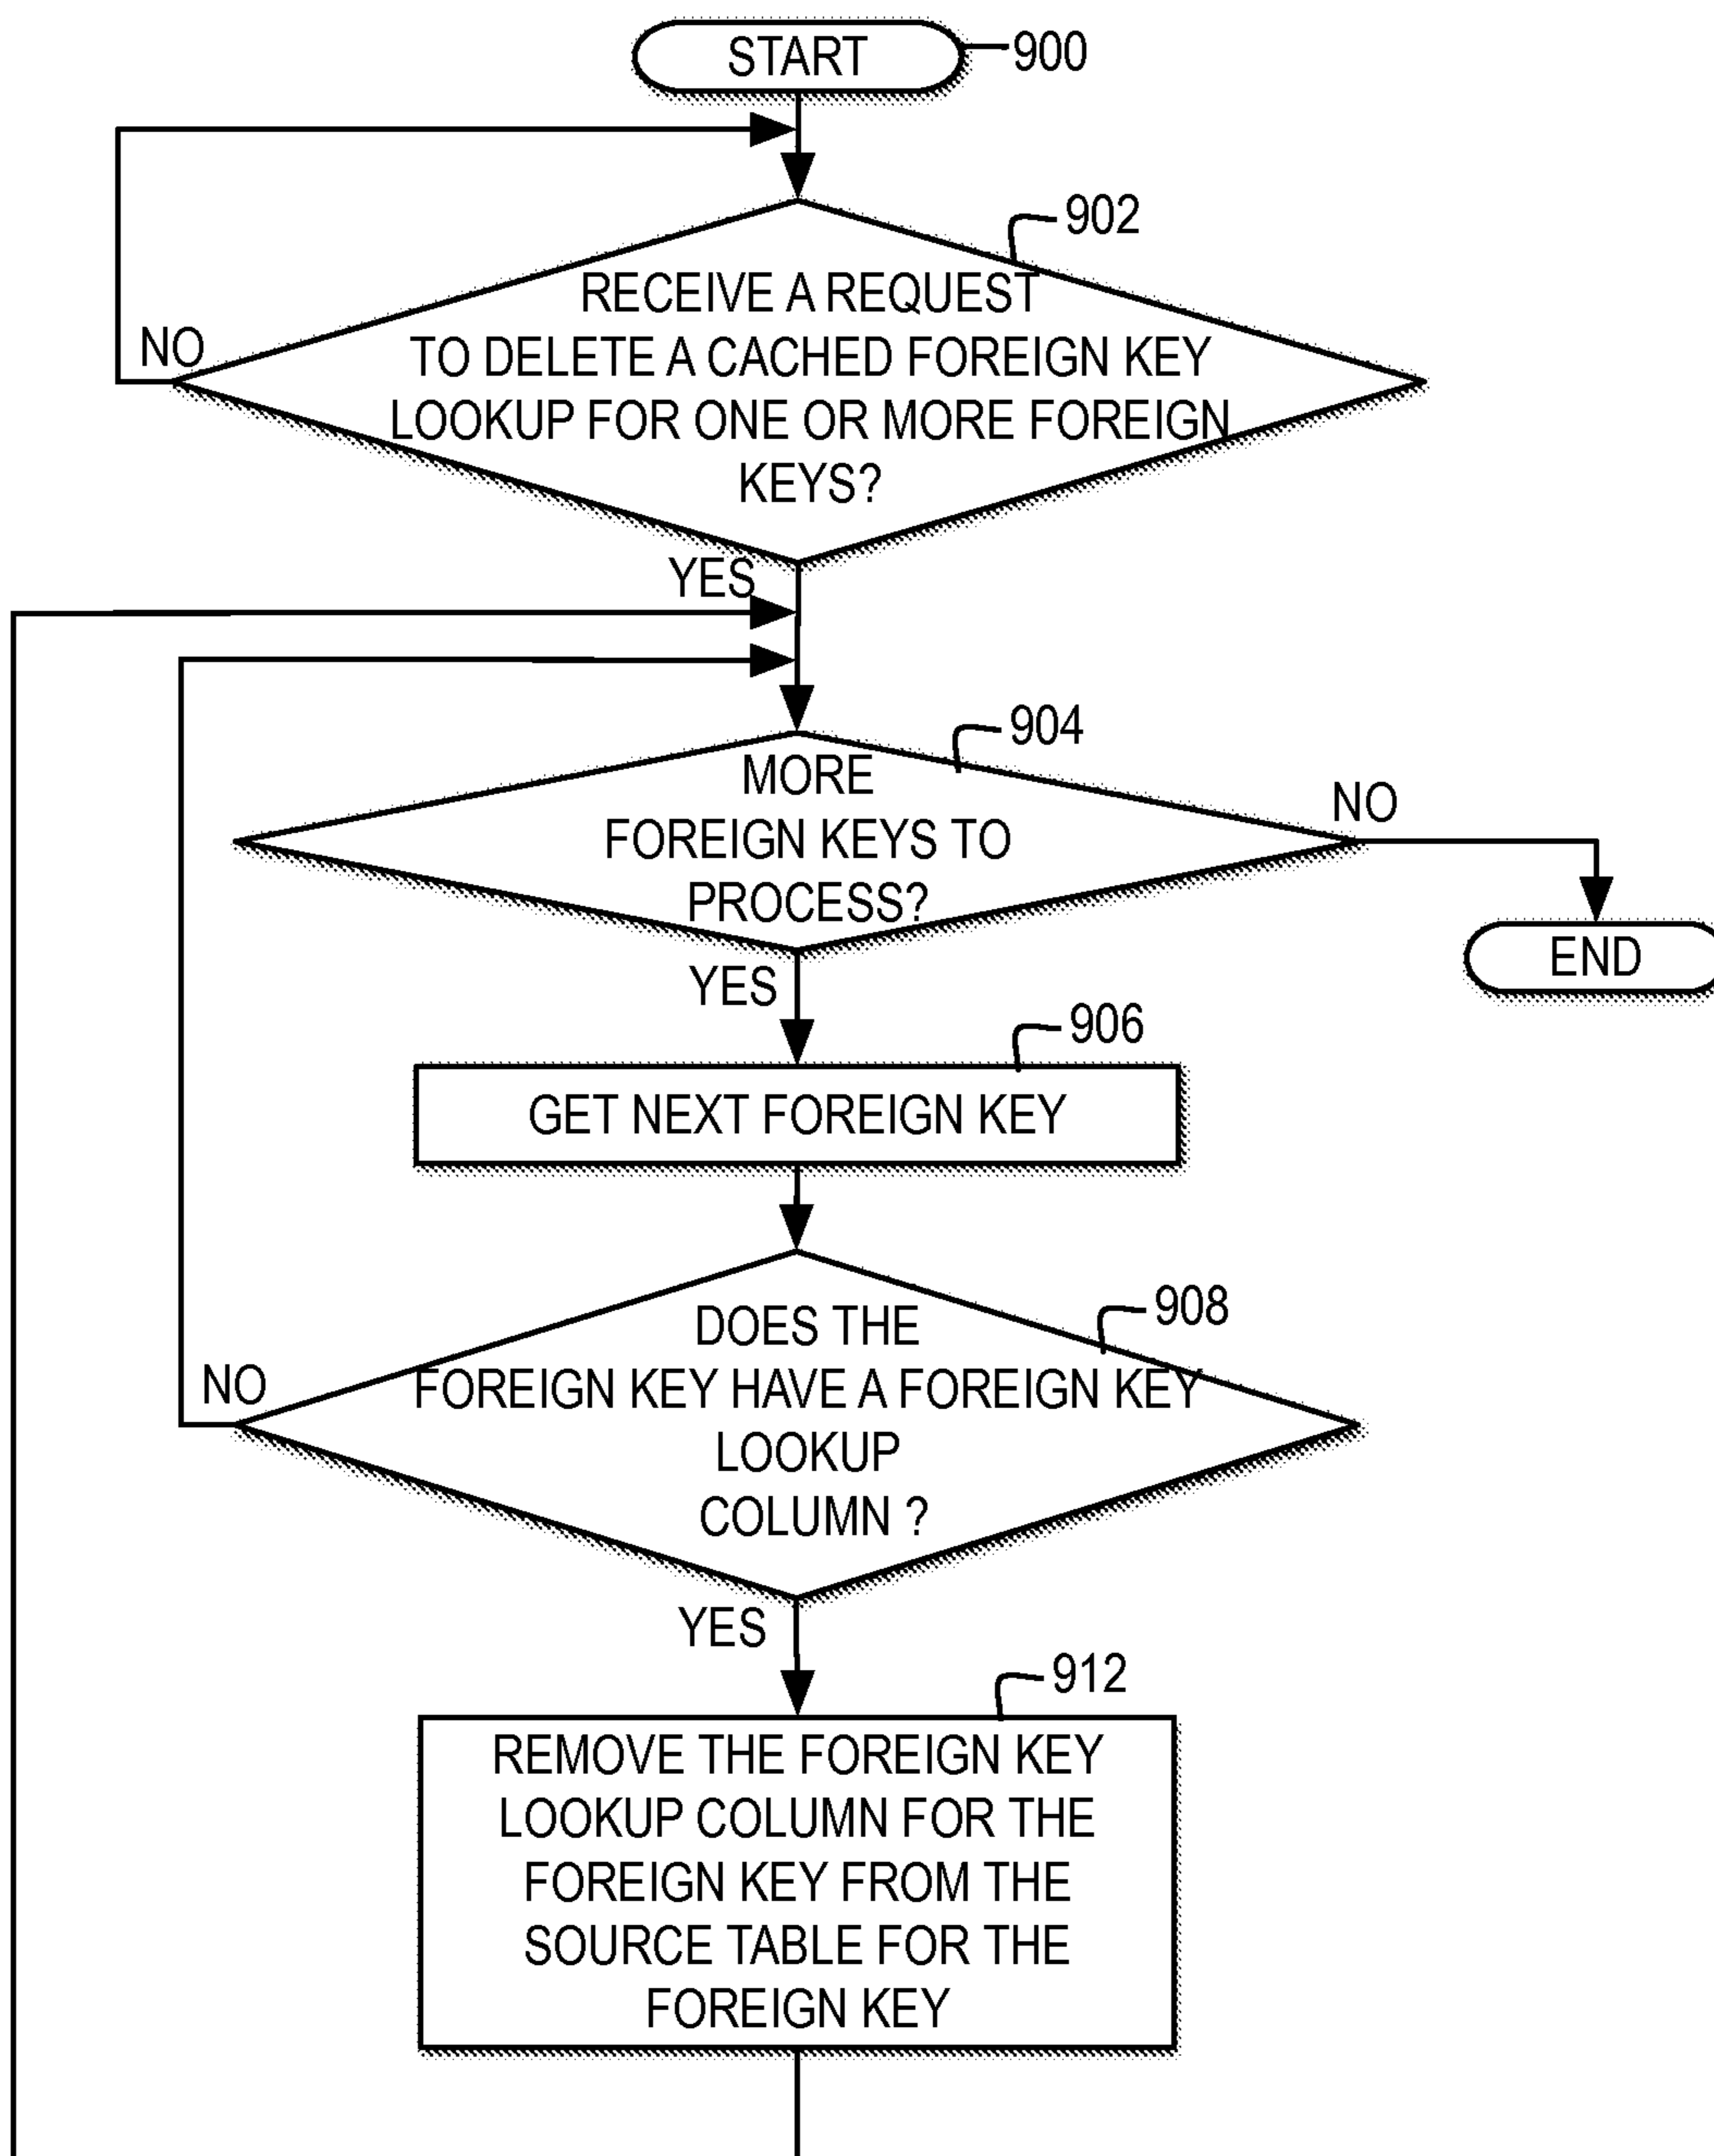 START
900
902
RECEIVE A REQUEST
TO DELETE A CACHED FOREIGN KEY
LOOKUP FOR ONE OR MORE FOREIGN
KEYS?
NO
YES
904
MORE
FOREIGN KEYS TO
PROCESS?
NO
END
YES
906
GET NEXT FOREIGN KEY
908
DOES THE
FOREIGN KEY HAVE A FOREIGN KEY
LOOKUP
COLUMN ?
NO
YES
912
REMOVE THE FOREIGN KEY
LOOKUP COLUMN FOR THE
FOREIGN KEY FROM THE
SOURCE TABLE FOR THE
FOREIGN KEY